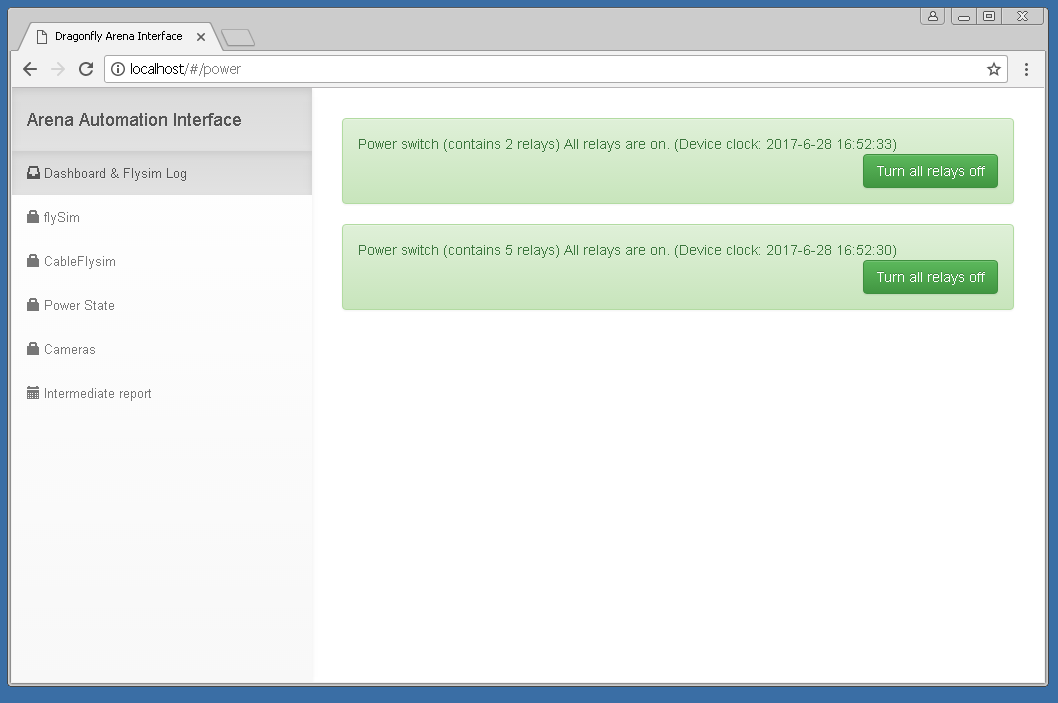 Dragonfly Arena Interface
localhost/#/power
Arena Automation Interface
Dashboard & Flysim Log
flySim
CableFlysim
Power State
Cameras
Intermediate report
Power switch (contains 2 relays) All relays are on. (Device clock: 2017-6-28 16:52:33)
Turn all relays off
Power switch (contains 5 relays) All relays are on. (Device clock: 2017-6-28 16:52:30)
Turn all relays off